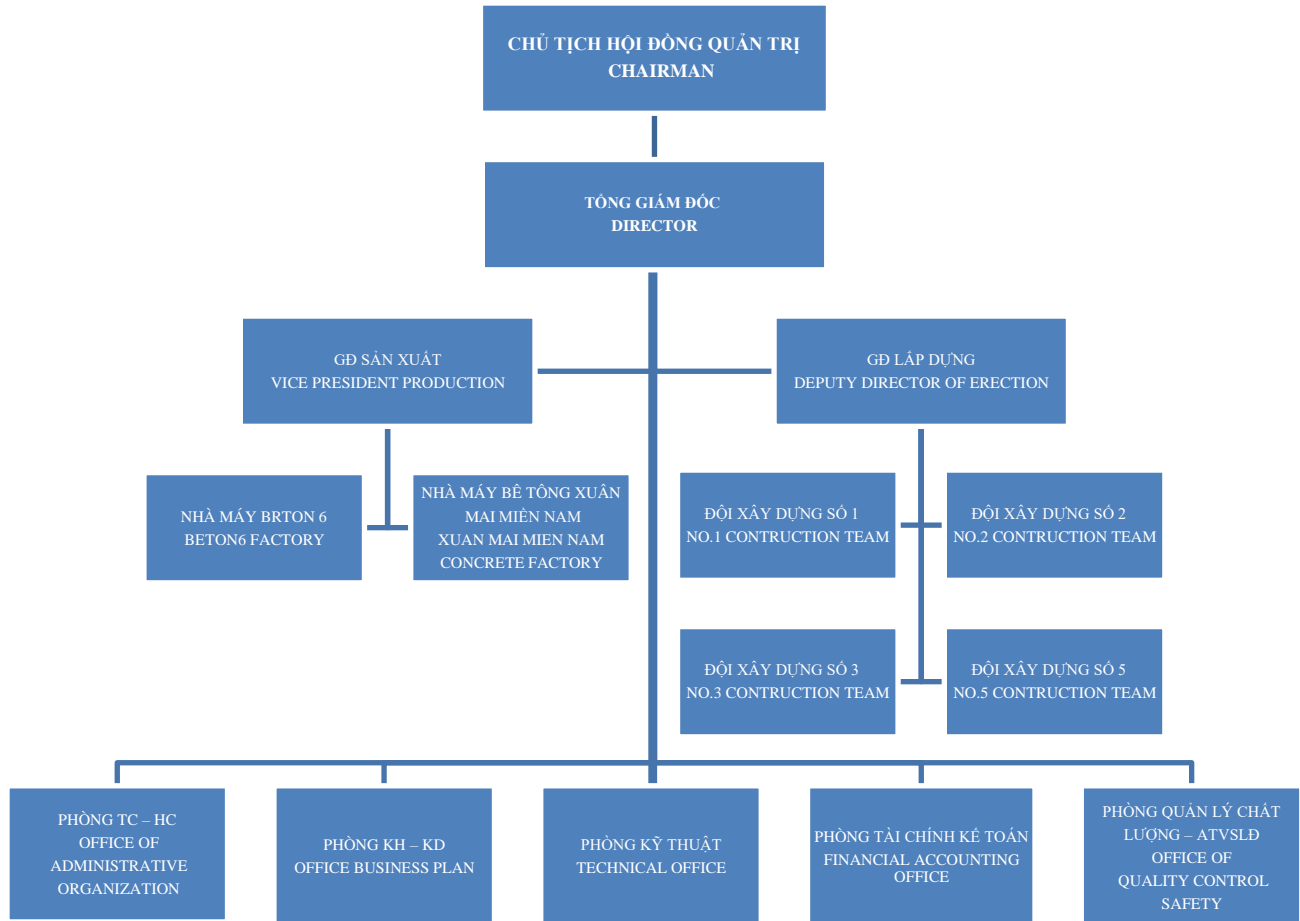 CHỦ TỊCH HỘI ĐỒNG QUẢN TRỊ
CHAIRMAN
TỔNG GIÁM ĐỐC
DIRECTOR
GĐ SẢN XUẤT
VICE PRESIDENT PRODUCTION
GĐ LẮP DỰNG
DEPUTY DIRECTOR OF ERECTION
NHÀ MÁY BRTON 6
BETON6 FACTORY
NHÀ MÁY BÊ TÔNG XUÂN
MAI MIỀN NAM
XUAN MAI MIEN NAM
CONCRETE FACTORY
ĐỘI XÂY DỰNG SỐ 1
NO.1 CONTRUCTION TEAM
ĐỘI XÂY DỰNG SỐ 2
NO.2 CONTRUCTION TEAM
ĐỘI XÂY DỰNG SỐ 3
NO.3 CONTRUCTION TEAM
ĐỘI XÂY DỰNG SỐ 5
NO.5 CONTRUCTION TEAM
PHÒNG TC – HC
OFFICE OF
ADMINISTRATIVE
ORGANIZATION
PHÒNG KH – KD
OFFICE BUSINESS PLAN
PHÒNG KỸ THUẬT
TECHNICAL OFFICE
PHÒNG TÀI CHÍNH KẾ TOÁN
FINANCIAL ACCOUNTING
OFFICE
PHÒNG QUẢN LÝ CHẤT
LƯỢNG – ATVSLĐ
OFFICE OF
QUALITY CONTROL
SAFETY